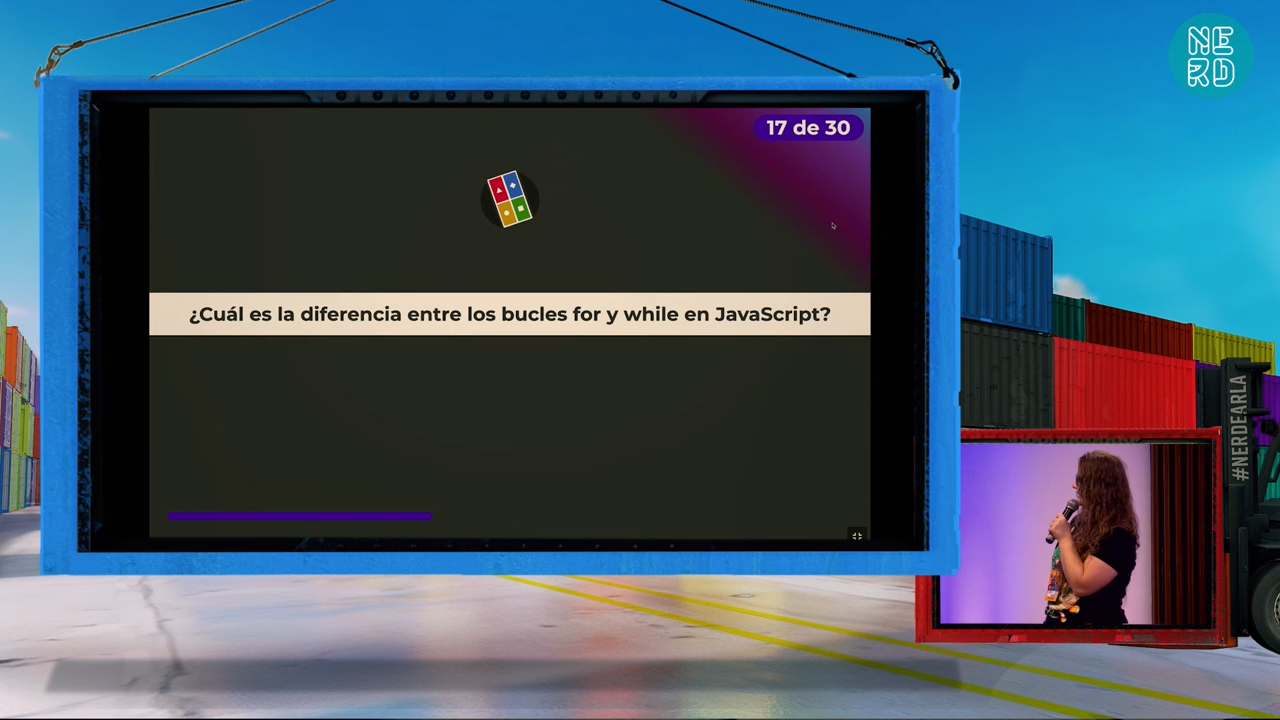 NE
RD
17 de 30
¿Cuál es la diferencia entre los bucles for y while en JavaScript?
#NERDEARLA